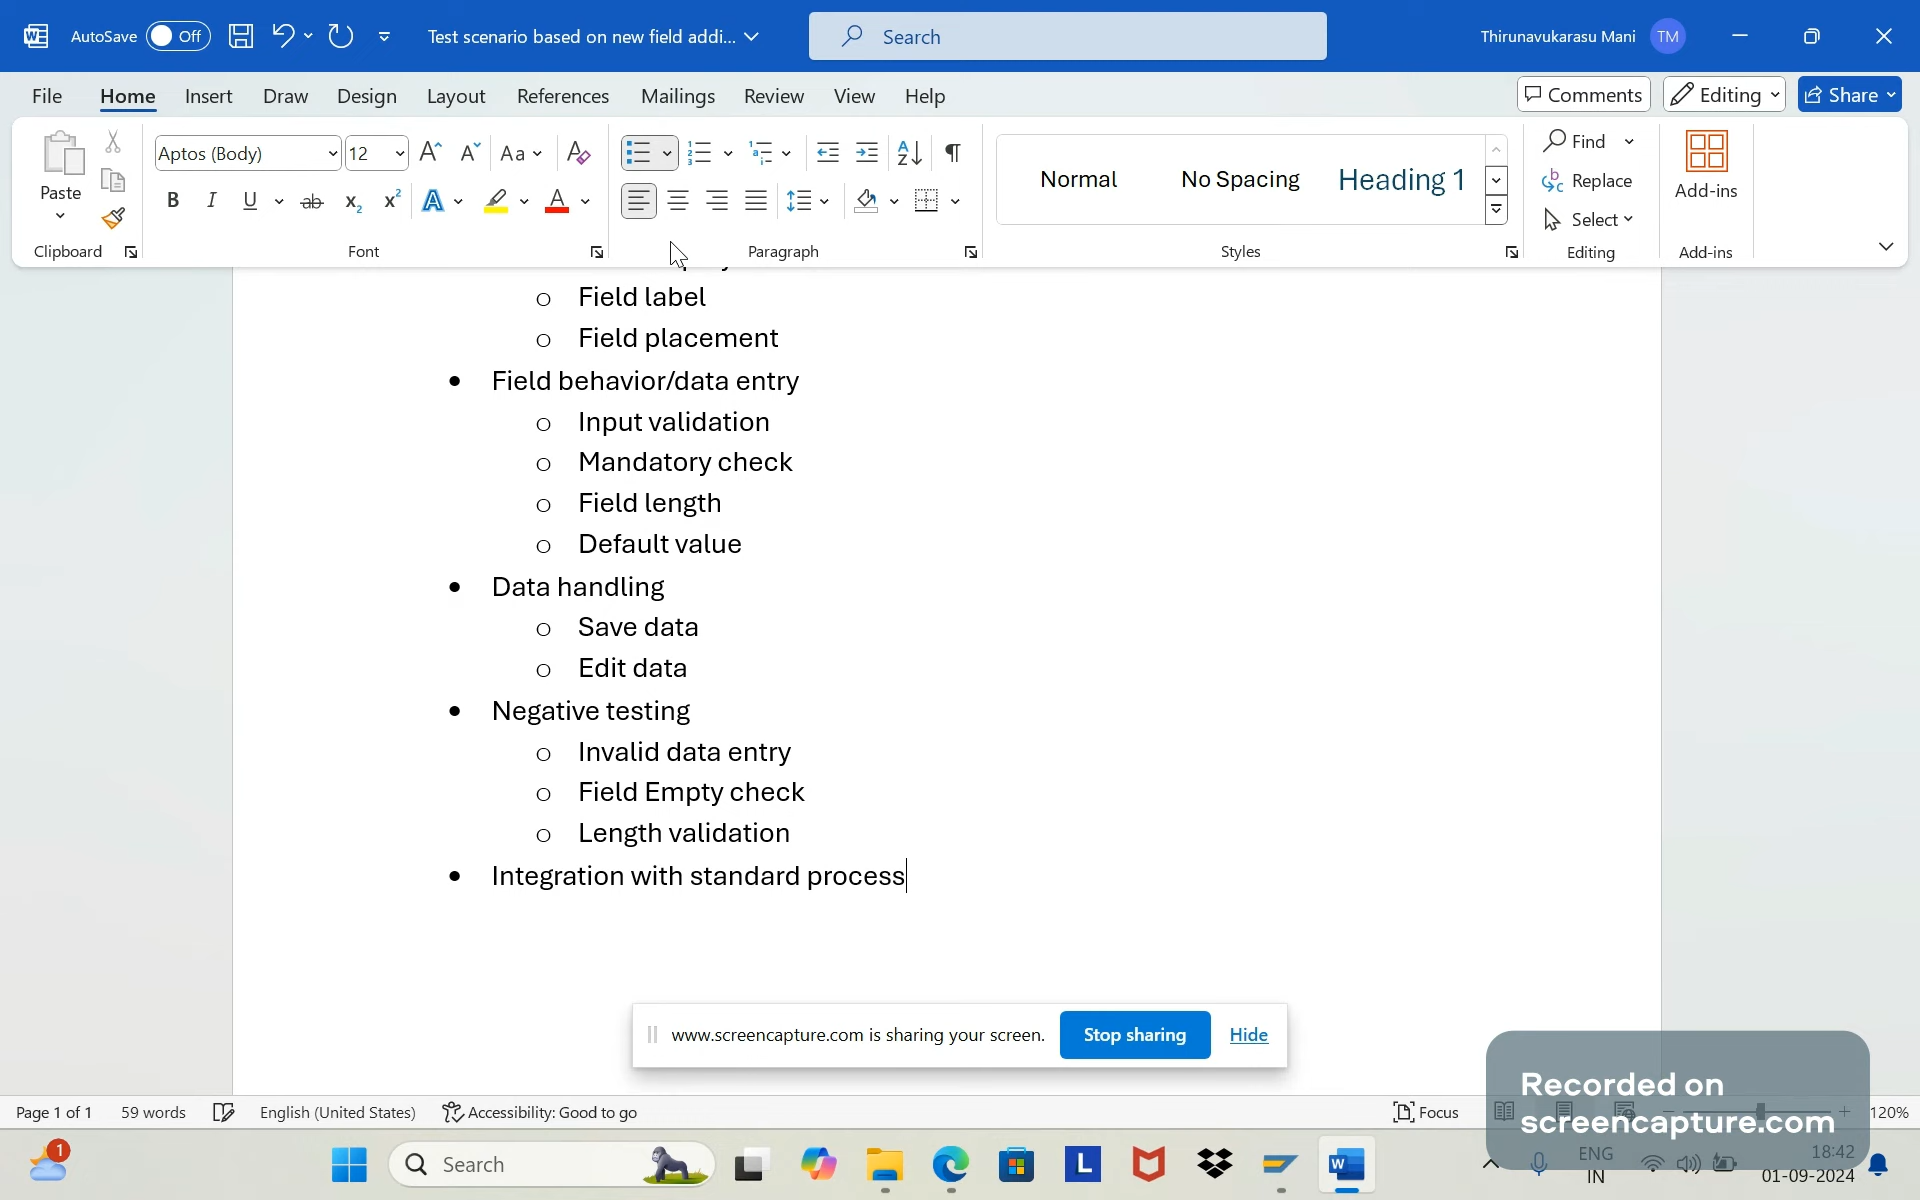 AutoSave Off Test scenario based on new field addi... Search Thirunavukarasu Mani TM
File Home Insert Draw Design Layout References Mailings Review View Help Comments Editing Share
Paste
Clipboard
Aptos (Body) 12
Font
Paragraph
Normal No Spacing Heading 1
Styles
Find
Replace
Select
Editing
Add-ins
Add-ins
o Field label
o Field placement
• Field behavior/data entry
o Input validation
o Mandatory check
o Field length
o Default value
• Data handling
o Save data
o Edit data
• Negative testing
o Invalid data entry
o Field Empty check
o Length validation
• Integration with standard process
www.screencapture.com is sharing your screen. Stop sharing Hide
Recorded on
screencapture.com
Page 1 of 1 59 words English (United States) Accessibility: Good to go Focus 120%
1 Search L ENG
IN
18:42
01-09-2024